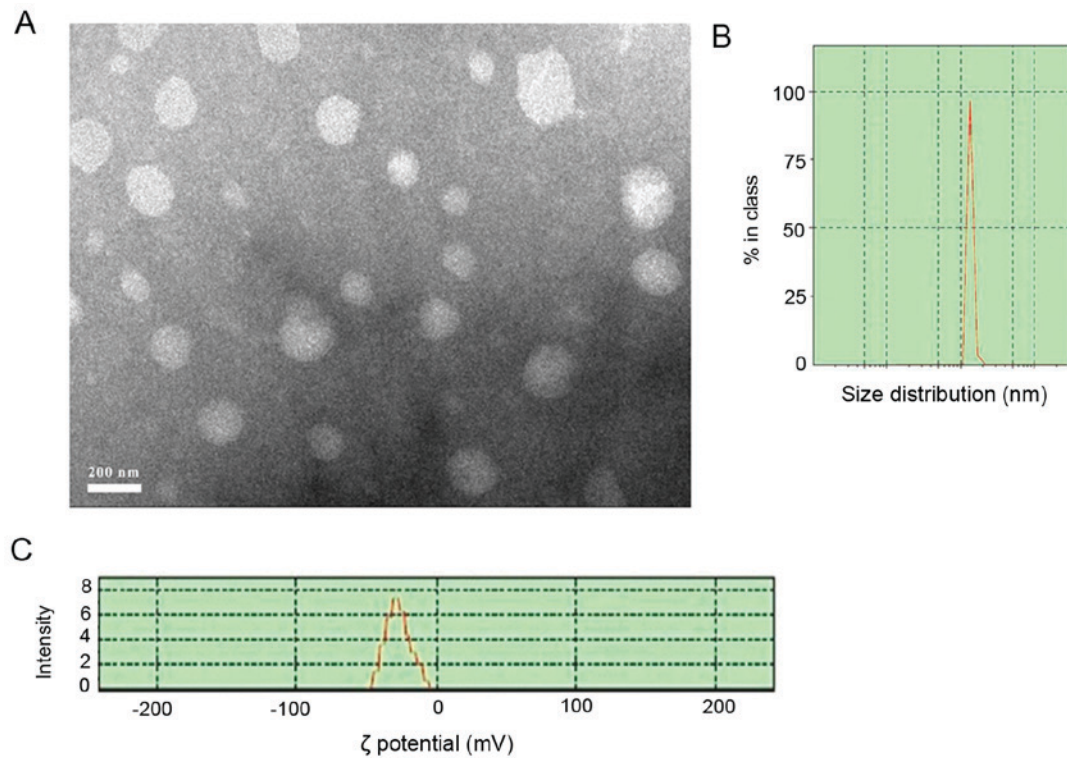 A
200 nm
B
% in class
100
75
50
25
0
Size distribution (nm)
C
Intensity
8
6
4
2
0
-200 -100 0 100 200
ζ potential (mV)